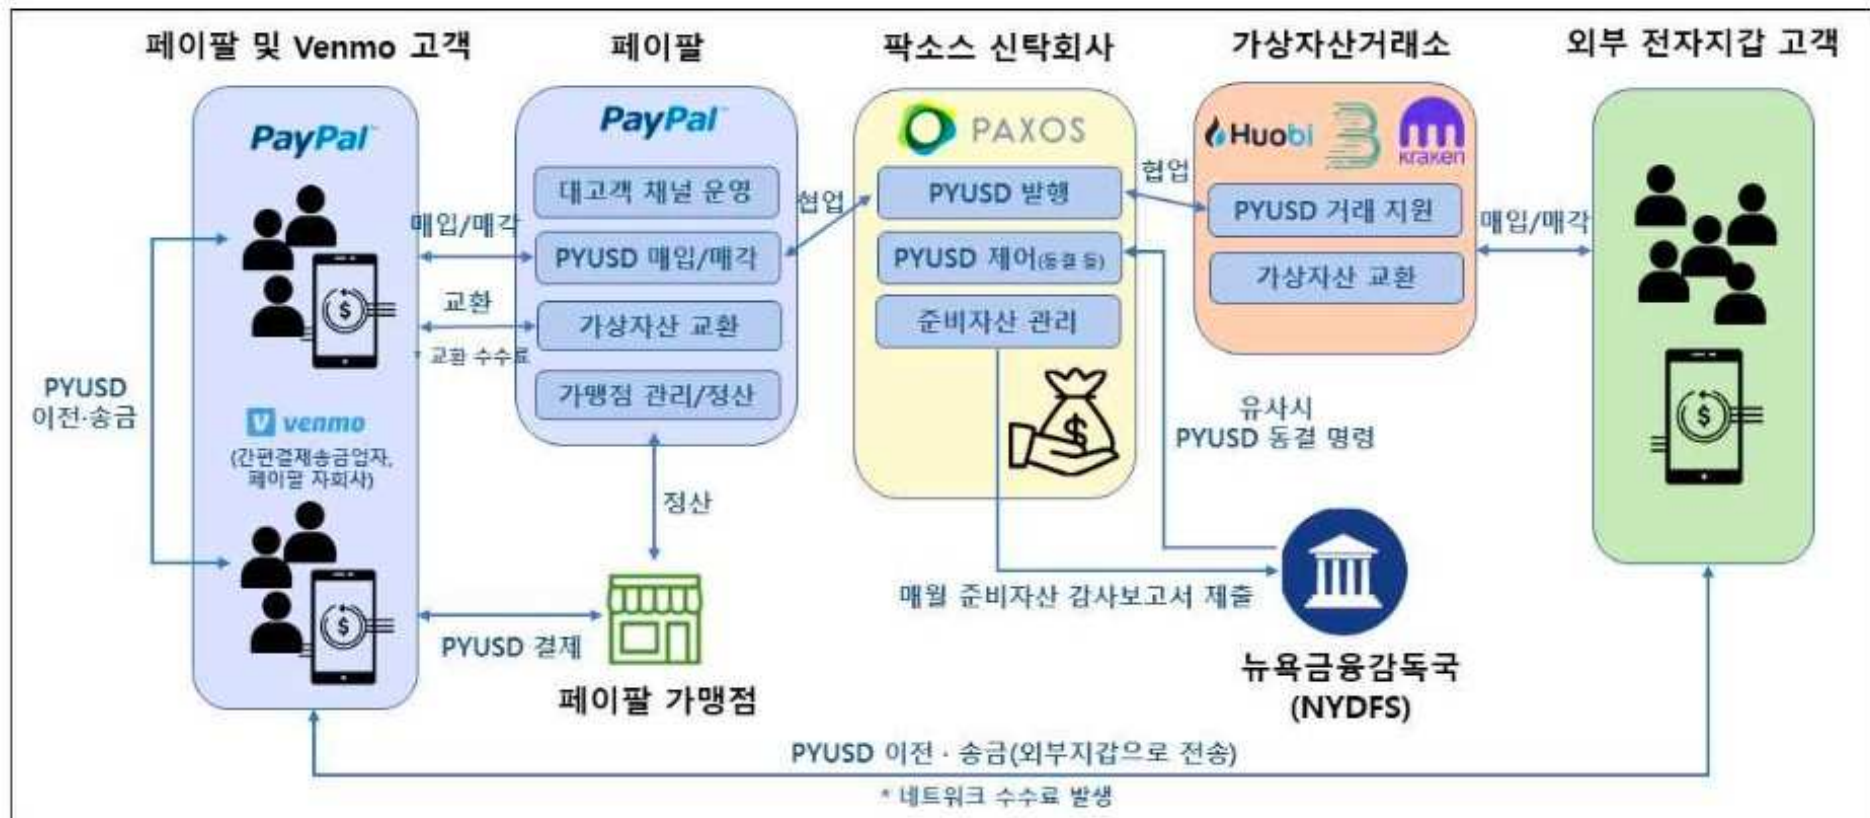 페이팔 및 Venmo 고객
페이팔
팍소스 신탁회사
가상자산거래소
외부 전자지갑 고객
PayPal
venmo
(간편결제송금업자,
페이팔 자회사)
PYUSD
이전·송금
매입/매각
교환
* 교환 수수료
PayPal
대고객 채널 운영
PYUSD 매입/매각
가상자산 교환
가맹점 관리/정산
협업
정산
PYUSD 결제
페이팔 가맹점
PAXOS
PYUSD 발행
PYUSD 제어(동결 등)
준비자산 관리
협업
Huobi
kraken
PYUSD 거래 지원
가상자산 교환
매입/매각
유사시
PYUSD 동결 명령
매월 준비자산 감사보고서 제출
뉴욕금융감독국
(NYDFS)
PYUSD 이전 · 송금(외부지갑으로 전송)
* 네트워크 수수료 발생